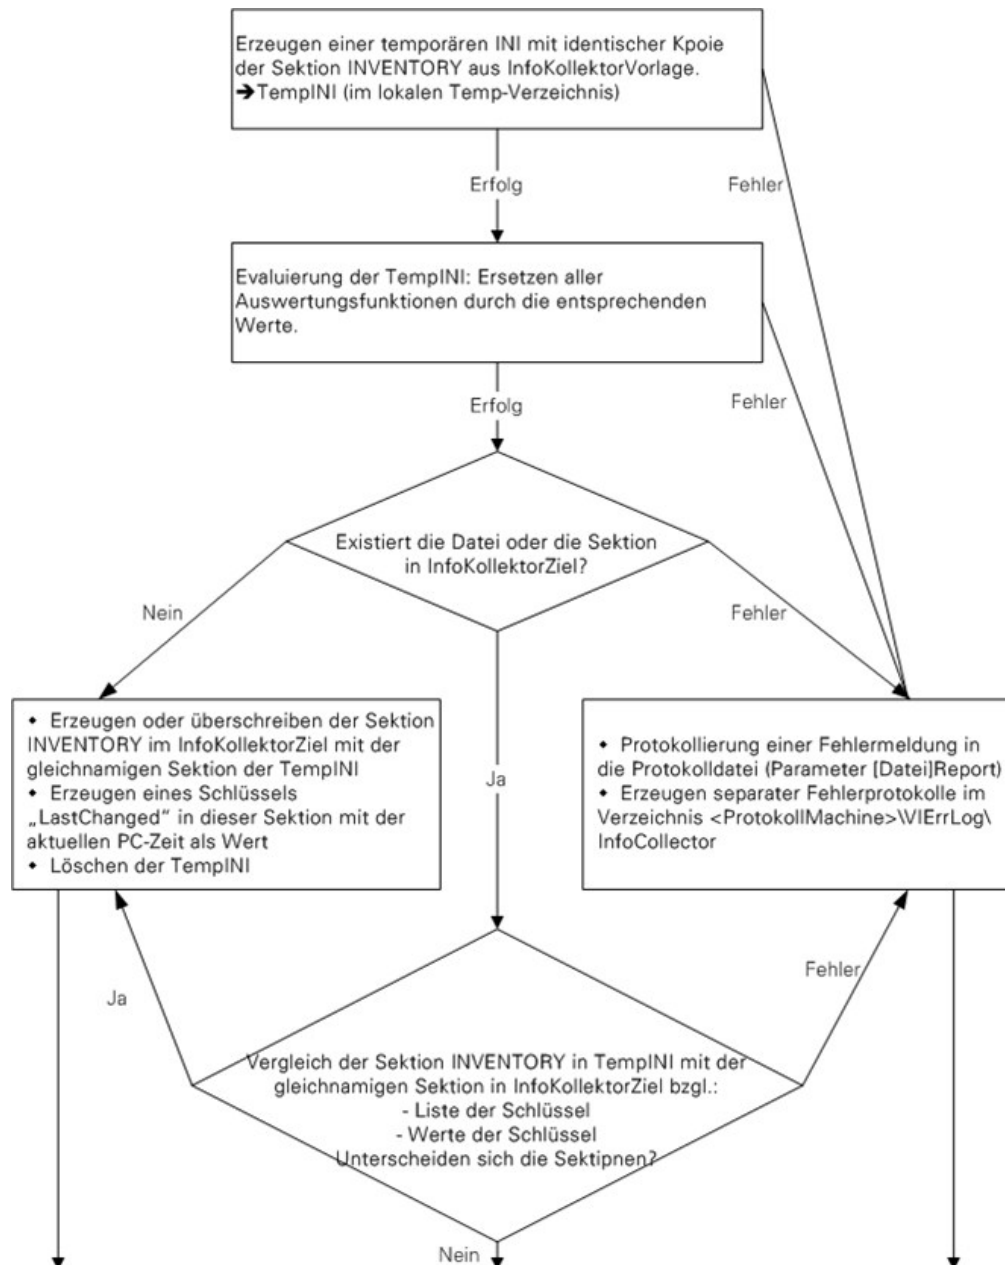 Erzeugen einer temporären INI mit identischer Kpoie
der Sektion INVENTORY aus InfoKollektorVorlage.
➔TempINI (im lokalen Temp-Verzeichnis)
Erfolg
Fehler
Evaluierung der TempINI: Ersetzen aller
Auswertungsfunktionen durch die entsprechenden
Werte.
Erfolg
Fehler
Existiert die Datei oder die Sektion
in InfoKollektorZiel?
Nein
Fehler
◆ Erzeugen oder überschreiben der Sektion
INVENTORY im InfoKollektorZiel mit der
gleichnamigen Sektion der TempINI
◆ Erzeugen eines Schlüssels
„LastChanged" in dieser Sektion mit der
aktuellen PC-Zeit als Wert
◆ Löschen der TempINI
Ja
◆ Protokollierung einer Fehlermeldung in
die Protokolldatei (Parameter [Datei]Report)
◆ Erzeugen separater Fehlerprotokolle im
Verzeichnis <ProtokollMachine>\VIErrLog\
InfoCollector
Ja
Fehler
Vergleich der Sektion INVENTORY in TempINI mit der
gleichnamigen Sektion in InfoKollektorZiel bzgl.:
- Liste der Schlüssel
- Werte der Schlüssel
Unterscheiden sich die Sektipnen?
Nein